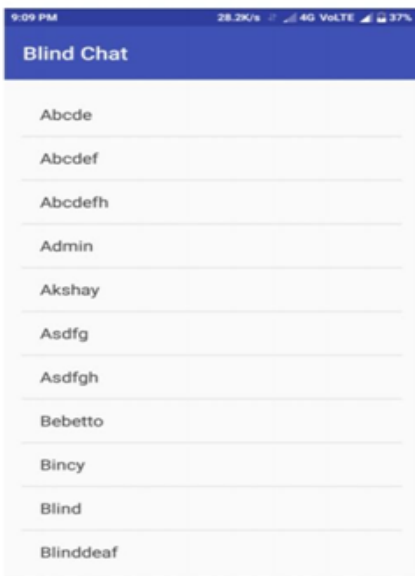 9:09 PM 28.2K/s 4G VoLTE 37%
Blind Chat
Abcde
Abcdef
Abcdefh
Admin
Akshay
Asdfg
Asdfgh
Bebetto
Bincy
Blind
Blinddeaf